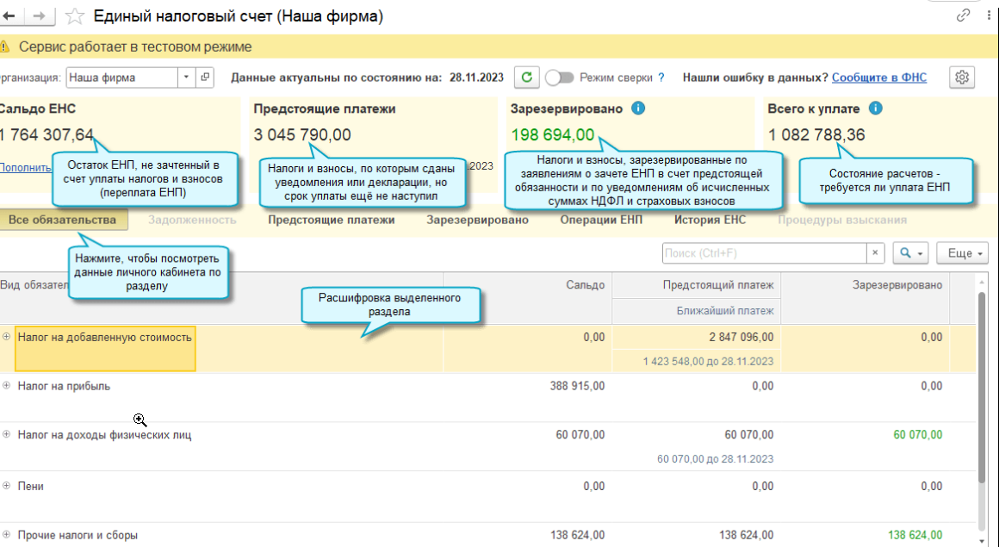 Единый налоговый счет (Наша фирма)
Сервис работает в тестовом режиме
рганизация: Наша фирма Данные актуальны по состоянию на: 28.11.2023 Режим сверки ? Нашли ошибку в данных? Сообщите в ФНС
Сальдо ЕНС Предстоящие платежи Зарезервировано Всего к уплате
1 764 307,64 3 045 790,00 198 694,00 1 082 788,36
Пополнить
2023
Остаток ЕНП, не зачтенный в
счет уплаты налогов и взносов
(переплата ЕНП)
Налоги и взносы, по которым сданы
уведомления или декларации, но
срок уплаты ещё не наступил
Налоги и взносы, зарезервированные по
заявлениям о зачете ЕНП в счет предстоящей
обязанности и по уведомлениям об исчисленных
суммах НДФЛ и страховых взносов
Состояние расчетов -
требуется ли уплата ЕНП
Все обязательства Задолженность Предстоящие платежи Зарезервировано Операции ЕНП История ЕНС Процедуры взыскания
Нажмите, чтобы посмотреть
данные личного кабинета по
разделу
Поиск (Ctrl+F) × Еще
Вид обязател Сальдо Предстоящий платеж Зарезервировано
Ближайший платеж
Расшифровка выделенного
раздела
Налог на добавленную стоимость 0,00 2 847 096,00 0,00
1 423 548,00 до 28.11.2023
Налог на прибыль 388 915,00 0,00 0,00
Налог на доходы физических лиц 60 070,00 60 070,00 60 070,00
60 070,00 до 28.11.2023
Пени 0,00 0,00 0,00
Прочие налоги и сборы 138 624,00 138 624,00 138 624,00